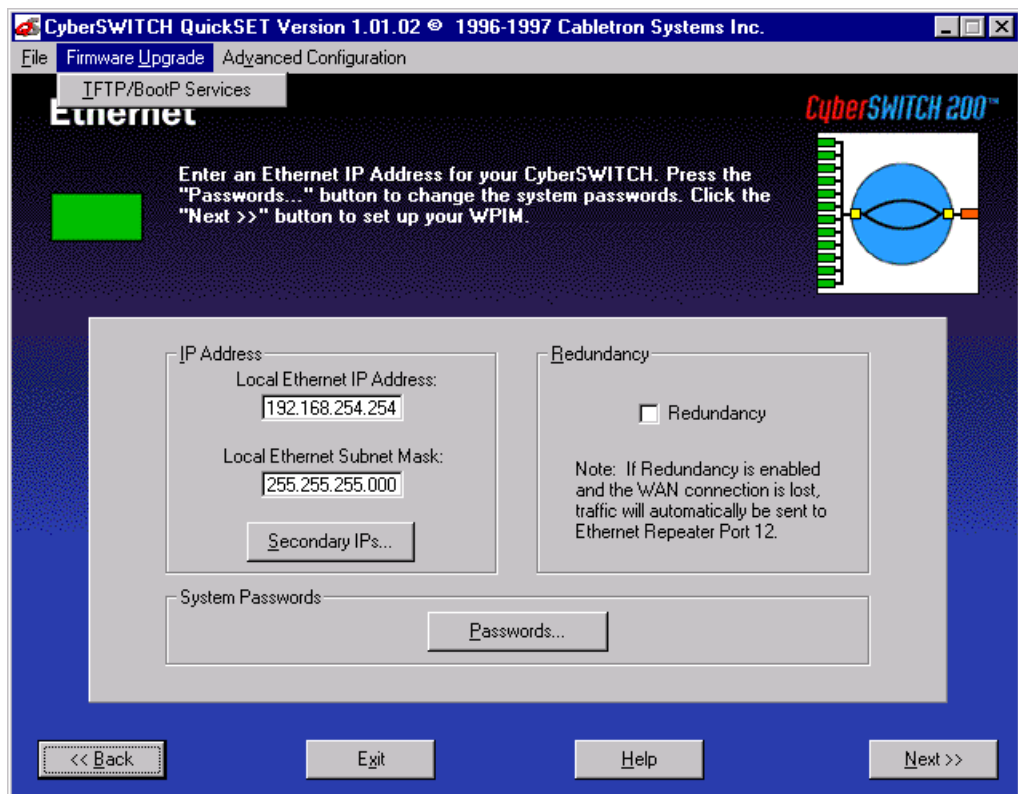 CyberSWITCH QuickSET Version 1.01.02 © 1996-1997 Cabletron Systems Inc.
File Firmware Upgrade Advanced Configuration
TFTP/BootP Services
Ethernet
CyberSWITCH 200™
Enter an Ethernet IP Address for your CyberSWITCH. Press the
"Passwords..." button to change the system passwords. Click the
"Next >>" button to set up your WPIM.
IP Address
Local Ethernet IP Address:
192.168.254.254
Local Ethernet Subnet Mask:
255.255.255.000
Secondary IPs...
Redundancy
Redundancy
Note: If Redundancy is enabled
and the WAN connection is lost,
traffic will automatically be sent to
Ethernet Repeater Port 12.
System Passwords
Passwords...
<< Back
Exit
Help
Next >>